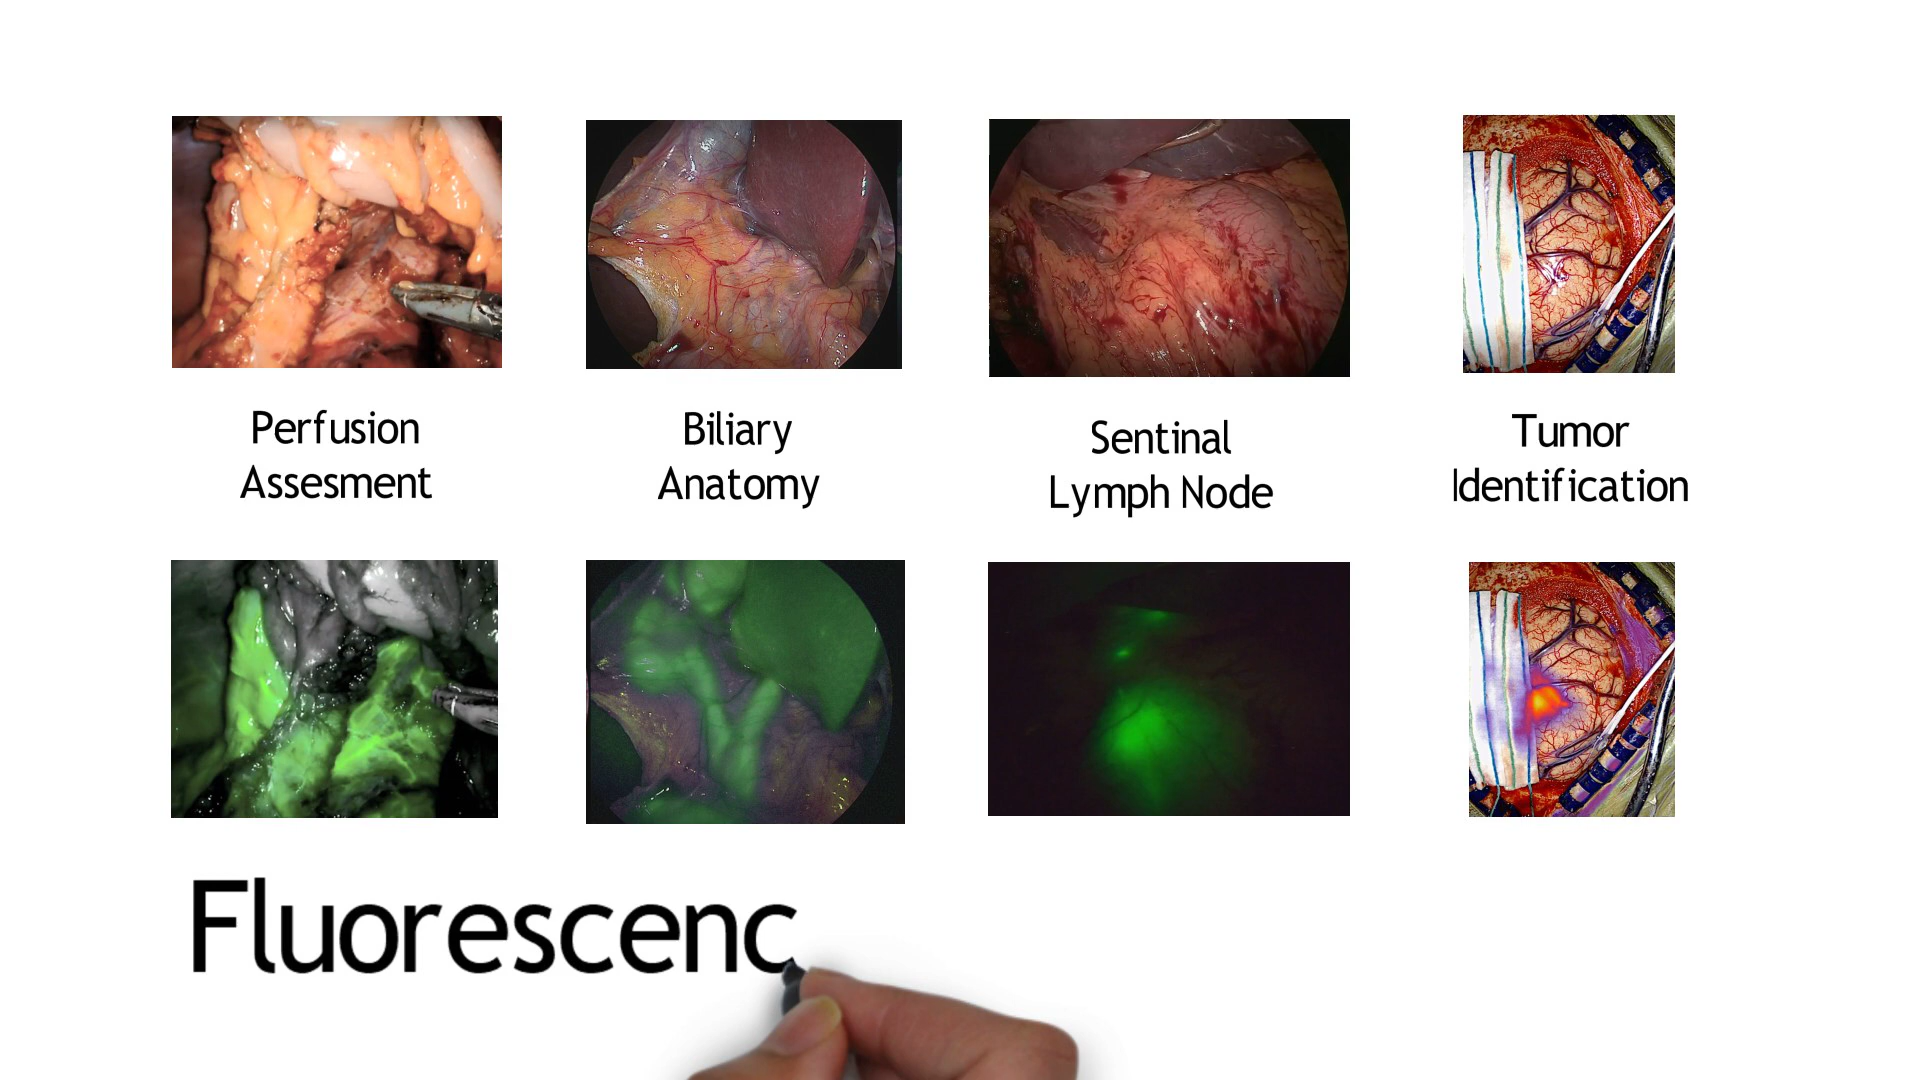 Perfusion
Assesment
Biliary
Anatomy
Sentinal
Lymph Node
Tumor
Identification
Fluorescenc